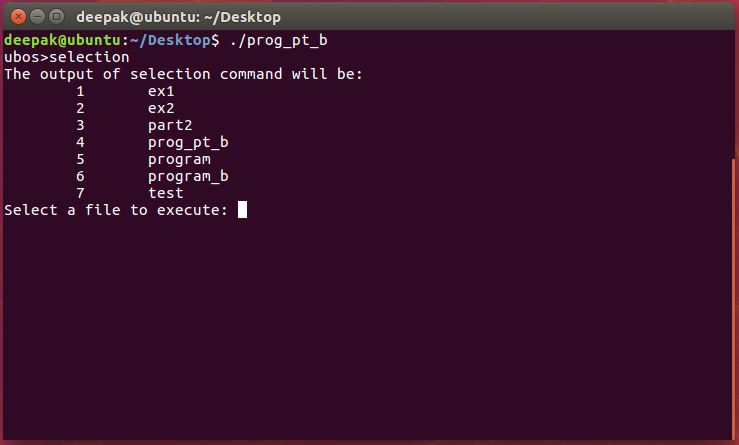 deepak@ubuntu: ~/Desktop
deepak@ubuntu:~/Desktop$ ./prog_pt_b
ubos>selection
The output of selection command will be:
1 ex1
2 ex2
3 part2
4 prog_pt_b
5 program
6 program_b
7 test
Select a file to execute: